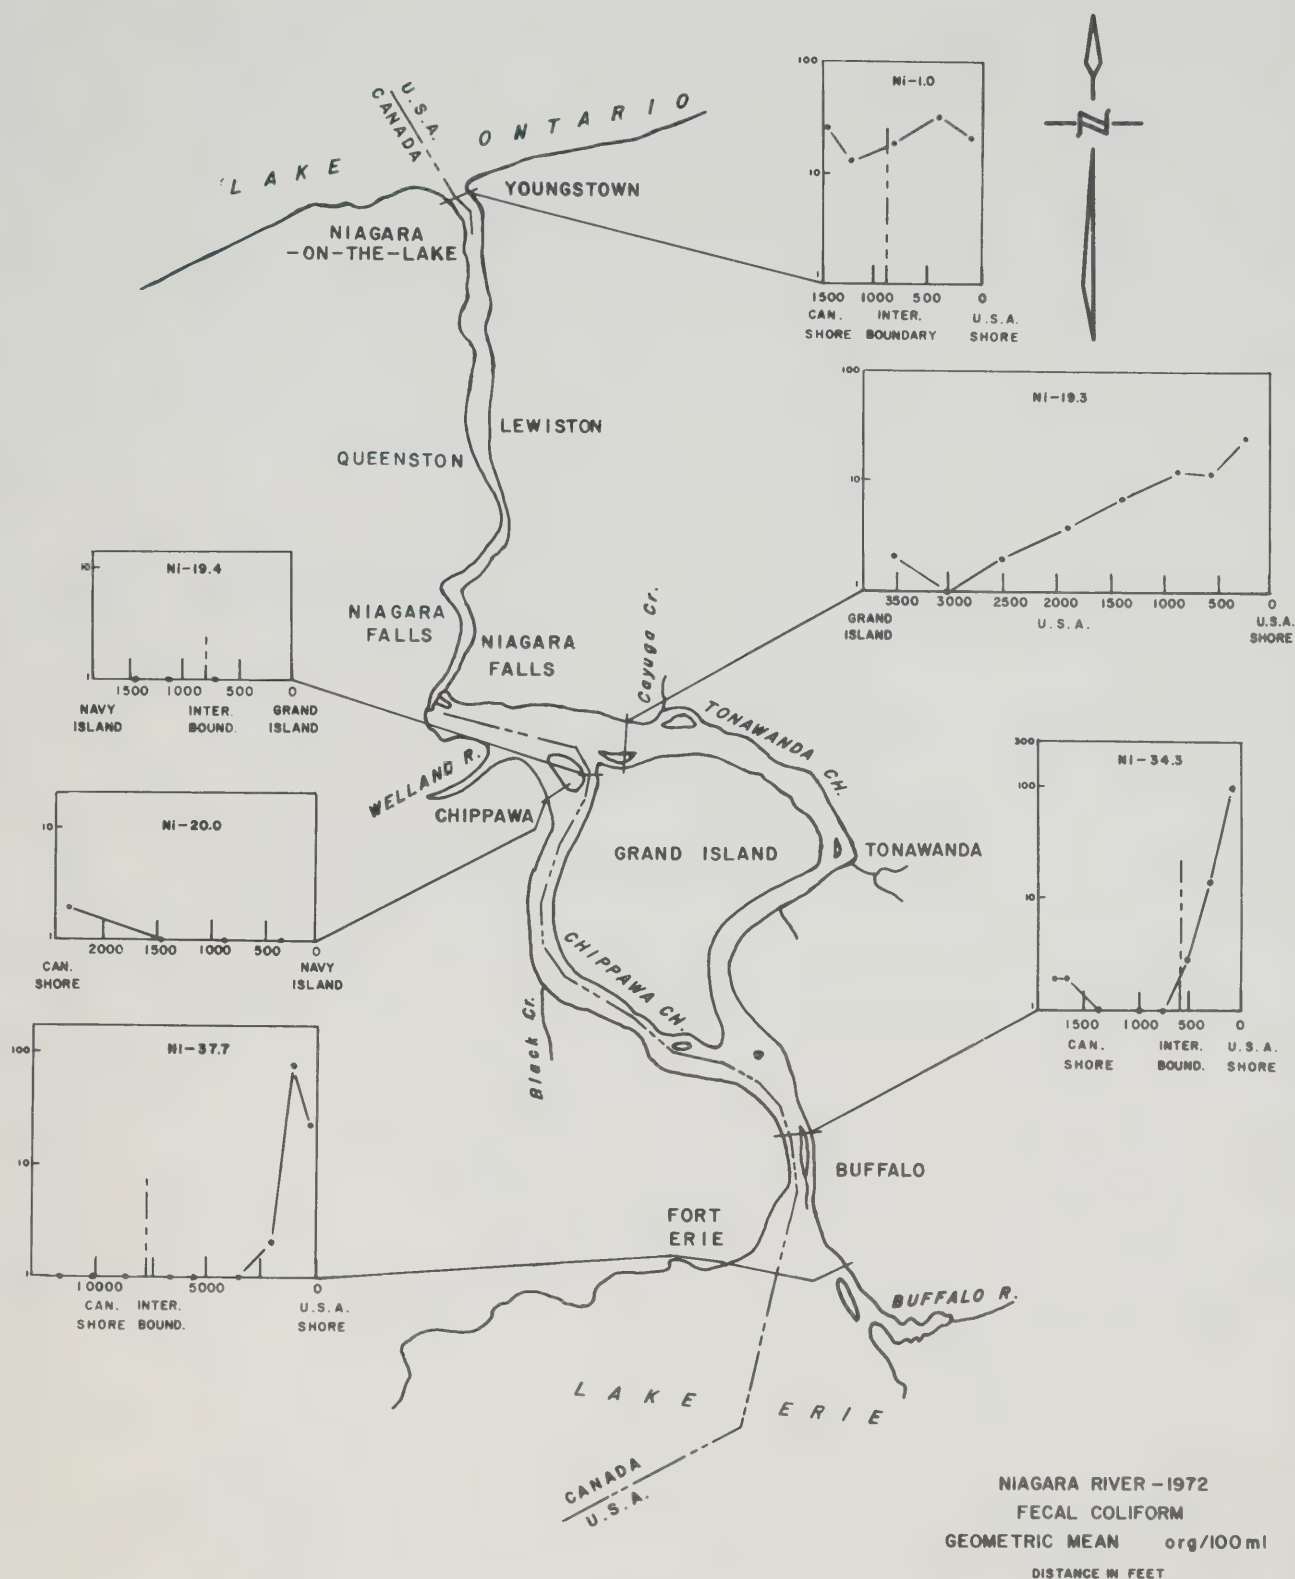 U.S.A.
CANADA
LAKE ONTARIO
YOUNGSTOWN
NIAGARA
-ON-THE-LAKE
N
100
Ni-1.0
10
1
1500 1000 500 0
CAN. INTER. U.S.A.
SHORE BOUNDARY SHORE
LEWISTON
QUEENSTON
100
Ni-19.3
10
1
3500 3000 2500 2000 1500 1000 500 0
GRAND U.S.A. U.S.A.
ISLAND SHORE
10
Ni-19.4
1
1500 1000 500 0
NAVY INTER. GRAND
ISLAND BOUND. ISLAND
NIAGARA
FALLS
NIAGARA
FALLS
Cayuga Cr.
TONAWANDA CH.
WELLAND R.
CHIPPAWA
GRAND ISLAND
TONAWANDA
10
Ni-20.0
1
2000 1500 1000 500 0
CAN. NAVY
SHORE ISLAND
300
Ni-34.3
100
10
1
1500 1000 500 0
CAN. INTER. U.S.A.
SHORE BOUND. SHORE
CHIPPAWA CH.
Black Cr.
100
Ni-37.7
10
1
10000 5000 0
CAN. INTER. U.S.A.
SHORE BOUND. SHORE
BUFFALO
FORT
ERIE
BUFFALO R.
LAKE ERIE
CANADA
U.S.A.
NIAGARA RIVER-1972
FECAL COLIFORM
GEOMETRIC MEAN org/100ml
DISTANCE IN FEET